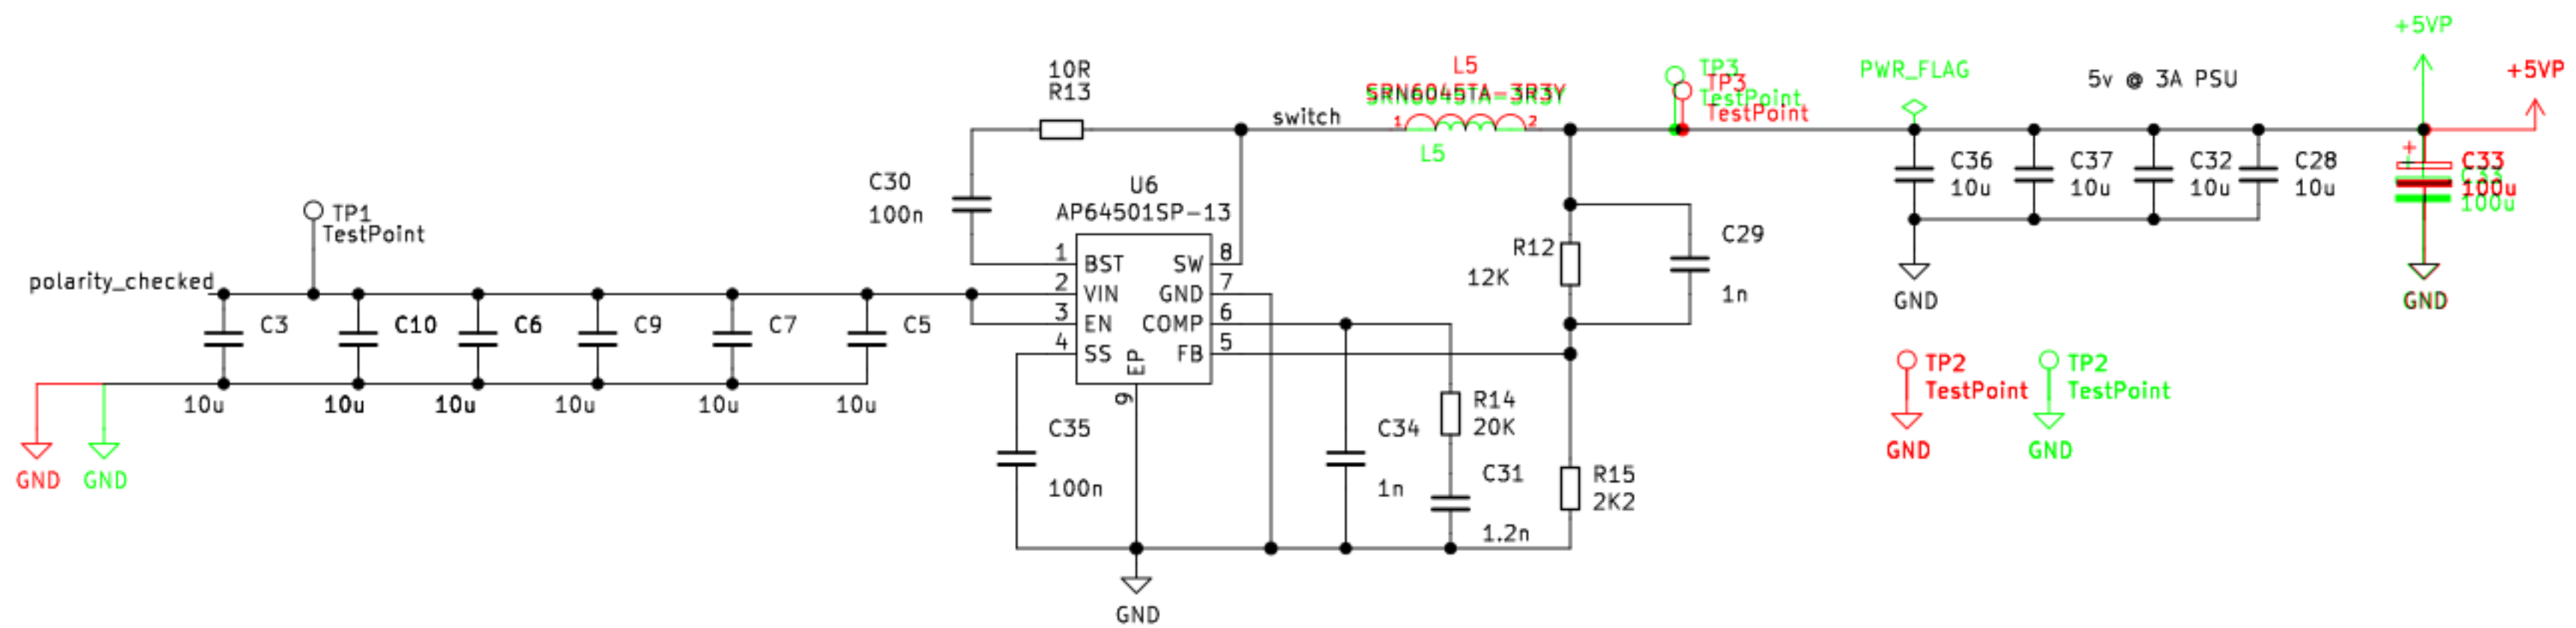 +5VP
10R
R13
L5
SRN6045TA-3R3Y
SRN6045TA-3R3Y
L5
switch
1
2
TP3
TestPoint
TP3
TestPoint
PWR_FLAG
5v @ 3A PSU
+5VP
C36
10u
C37
10u
C32
10u
C28
10u
+
C33
100u
C33
100u
GND
GND
GND
C30
100n
U6
AP64501SP-13
TP1
TestPoint
polarity_checked
1 BST
2 VIN
3 EN
4 SS
SW 8
GND 7
COMP 6
FB 5
EP
9
R12
12K
C29
1n
C3
C10
C6
C9
C7
C5
10u
10u
10u
10u
10u
10u
GND
GND
C35
100n
C34
1n
R14
20K
C31
1.2n
R15
2K2
GND
TP2
TestPoint
GND
TP2
TestPoint
GND